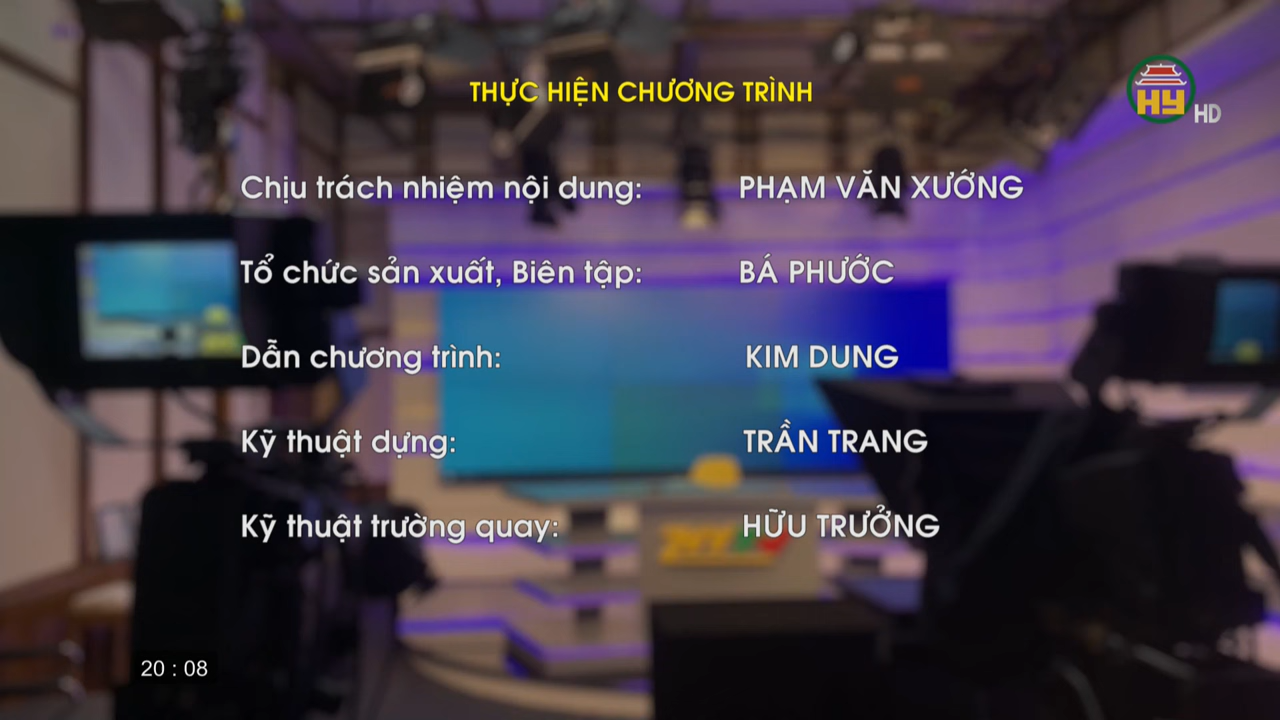 THỰC HIỆN CHƯƠNG TRÌNH
HY HD
Chịu trách nhiệm nội dung: PHẠM VĂN XƯỚNG
Tổ chức sản xuất, Biên tập: BÁ PHƯỚC
Dẫn chương trình: KIM DUNG
Kỹ thuật dựng: TRẦN TRANG
Kỹ thuật trường quay: HỮU TRƯỞNG
20 : 08